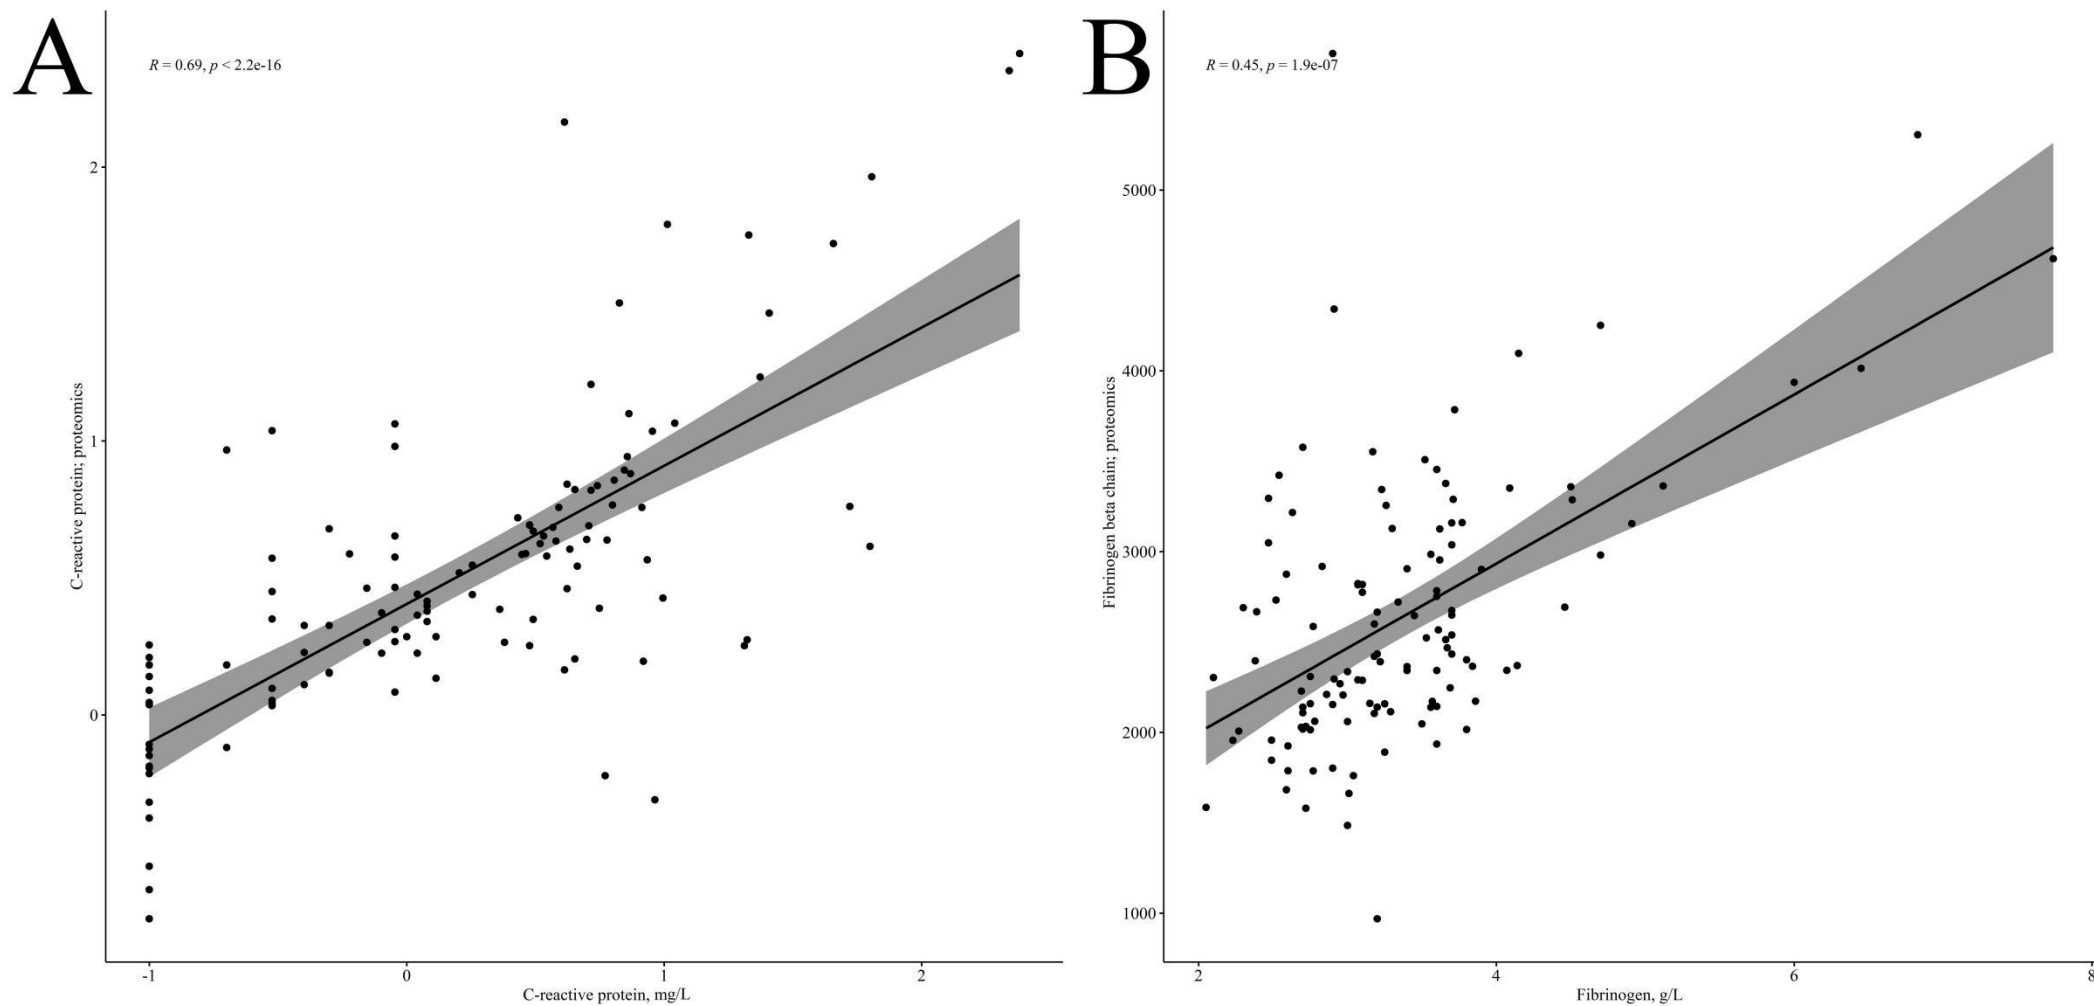 A
R = 0.69, p < 2.2e-16
C-reactive protein; proteomics
2
1
0
-1
0
1
2
C-reactive protein, mg/L
B
R = 0.45, p = 1.9e-07
Fibrinogen beta chain; proteomics
5000
4000
3000
2000
1000
2
4
6
8
Fibrinogen, g/L